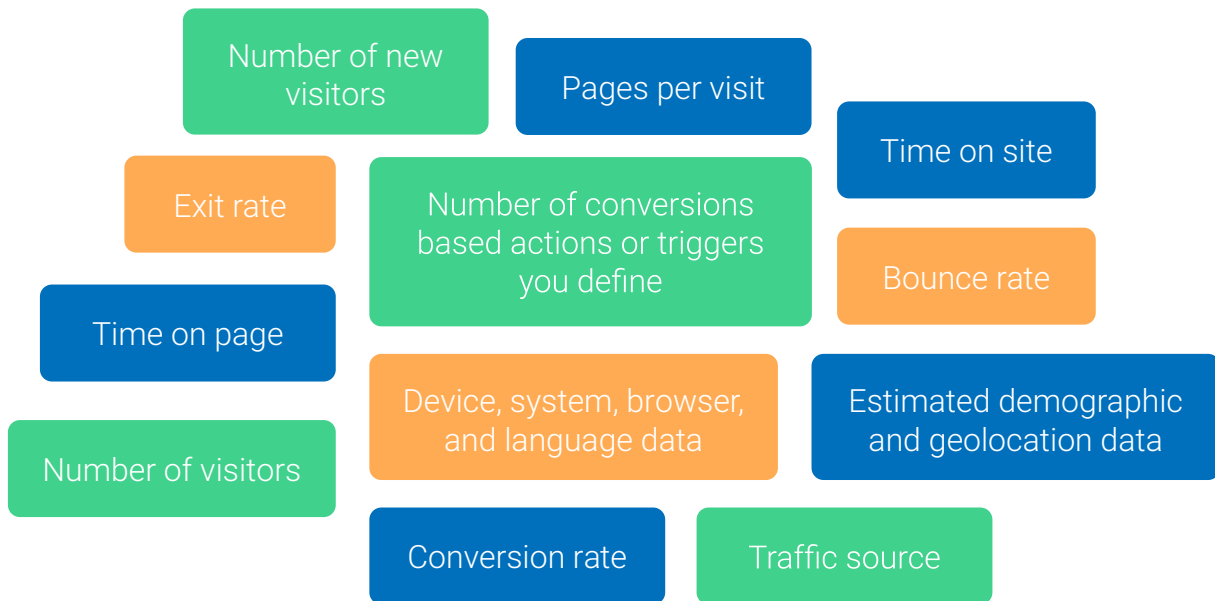 Number of new
visitors
Pages per visit
Time on site
Exit rate
Number of conversions
based actions or triggers
you define
Bounce rate
Time on page
Device, system, browser,
and language data
Estimated demographic
and geolocation data
Number of visitors
Conversion rate
Traffic source